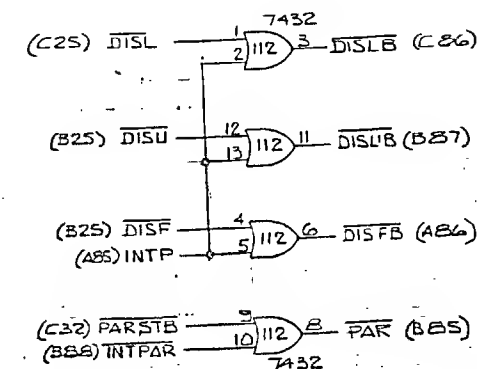 7432
(C25) DISL 1 2 112 3 DISLB (C86)
(B25) DISU 12 13 112 11 DISUB (B87)
(B25) DISF 4 112 6 DISFB (A86)
(A85) INTP 5
(C32) PARSTB 9 112 8 PAR (B85)
(B88) INTPAR 10
7432